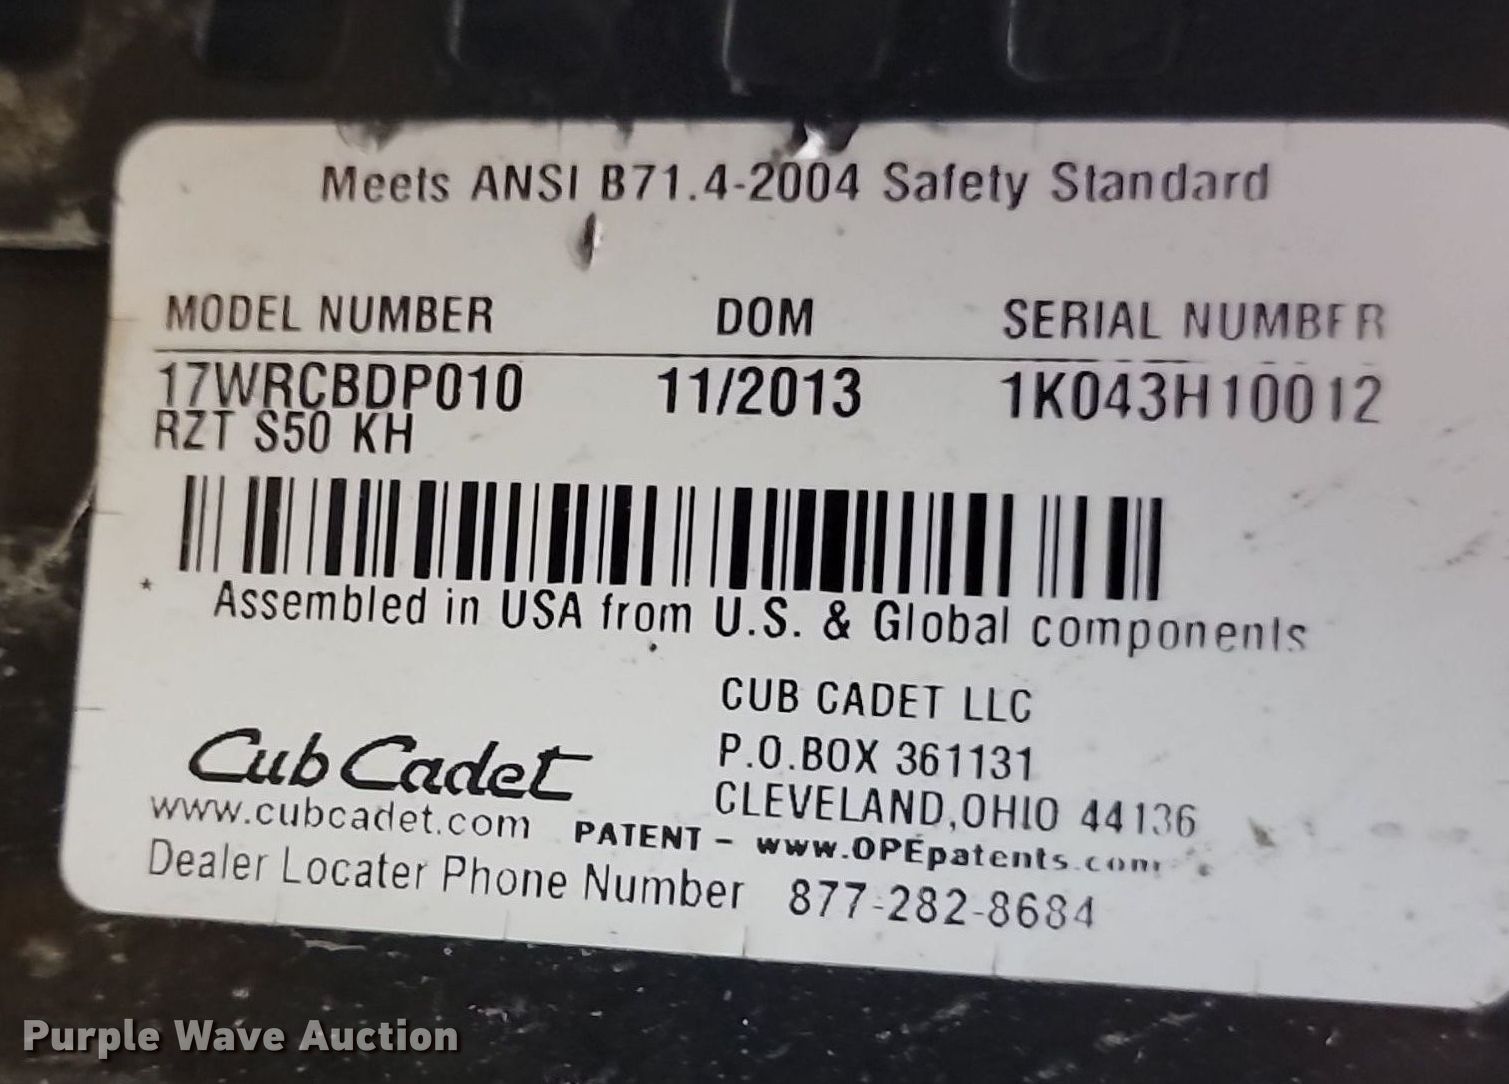 Meets ANSI B71.4-2004 Safety Standard
MODEL NUMBER DOM SERIAL NUMBER
17WRCBDP010 11/2013 1K043H10012
RZT S50 KH
* Assembled in USA from U.S. & Global components
CUB CADET LLC
P.O.BOX 361131
CLEVELAND,OHIO 44136
Cub Cadet
www.cubcadet.com PATENT - www.OPEpatents.com
Dealer Locater Phone Number 877-282-8684
Purple Wave Auction